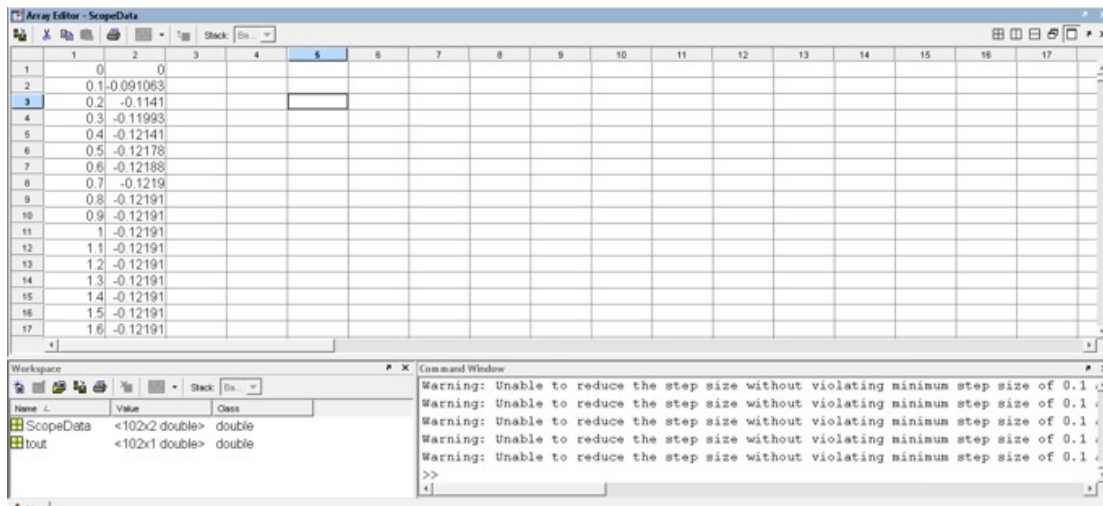 Array Editor - ScopeData
Stack: Ba...
1 2 3 4 5 6 7 8 9 10 11 12 13 14 15 16 17
1 0 0
2 0.1 -0.091063
3 0.2 -0.1141
4 0.3 -0.11993
5 0.4 -0.12141
6 0.5 -0.12178
7 0.6 -0.12188
8 0.7 -0.1219
9 0.8 -0.12191
10 0.9 -0.12191
11 1 -0.12191
12 1.1 -0.12191
13 1.2 -0.12191
14 1.3 -0.12191
15 1.4 -0.12191
16 1.5 -0.12191
17 1.6 -0.12191
Workspace
Stack: Ba...
Name Value Class
ScopeData <102x2 double> double
tout <102x1 double> double
Command Window
Warning: Unable to reduce the step size without violating minimum step size of 0.1
Warning: Unable to reduce the step size without violating minimum step size of 0.1
Warning: Unable to reduce the step size without violating minimum step size of 0.1
Warning: Unable to reduce the step size without violating minimum step size of 0.1
Warning: Unable to reduce the step size without violating minimum step size of 0.1
>>